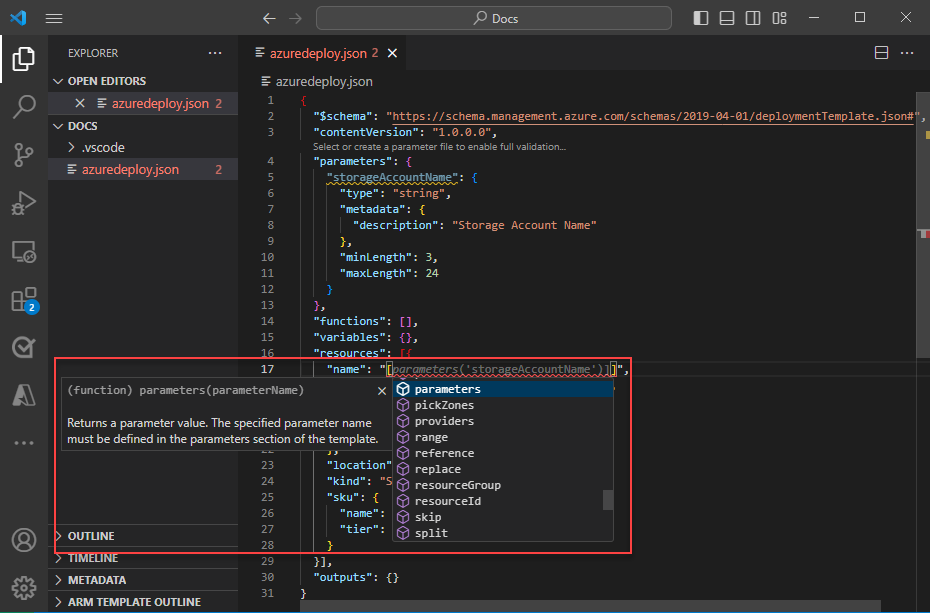 Docs
EXPLORER
OPEN EDITORS
azuredeploy.json 2
DOCS
.vscode
azuredeploy.json 2
2
OUTLINE
TIMELINE
METADATA
ARM TEMPLATE OUTLINE
azuredeploy.json 2
azuredeploy.json
1 {
2 "$schema": "https://schema.management.azure.com/schemas/2019-04-01/deploymentTemplate.json#",
3 "contentVersion": "1.0.0.0",
Select or create a parameter file to enable full validation...
4 "parameters": {
5 "storageAccountName": {
6 "type": "string",
7 "metadata": {
8 "description": "Storage Account Name"
9 },
10 "minLength": 3,
11 "maxLength": 24
12 }
13 },
14 "functions": [],
15 "variables": {},
16 "resources": [{
17 "name": "[parameters('storageAccountName')]]",
(function) parameters(parameterName)
Returns a parameter value. The specified parameter name
must be defined in the parameters section of the template.
parameters
pickZones
providers
range
reference
replace
resourceGroup
resourceId
skip
split
22 },
23 "location"
24 "kind": "S
25 "sku": {
26 "name":
27 "tier":
28 }
29 }],
30 "outputs": {}
31 }